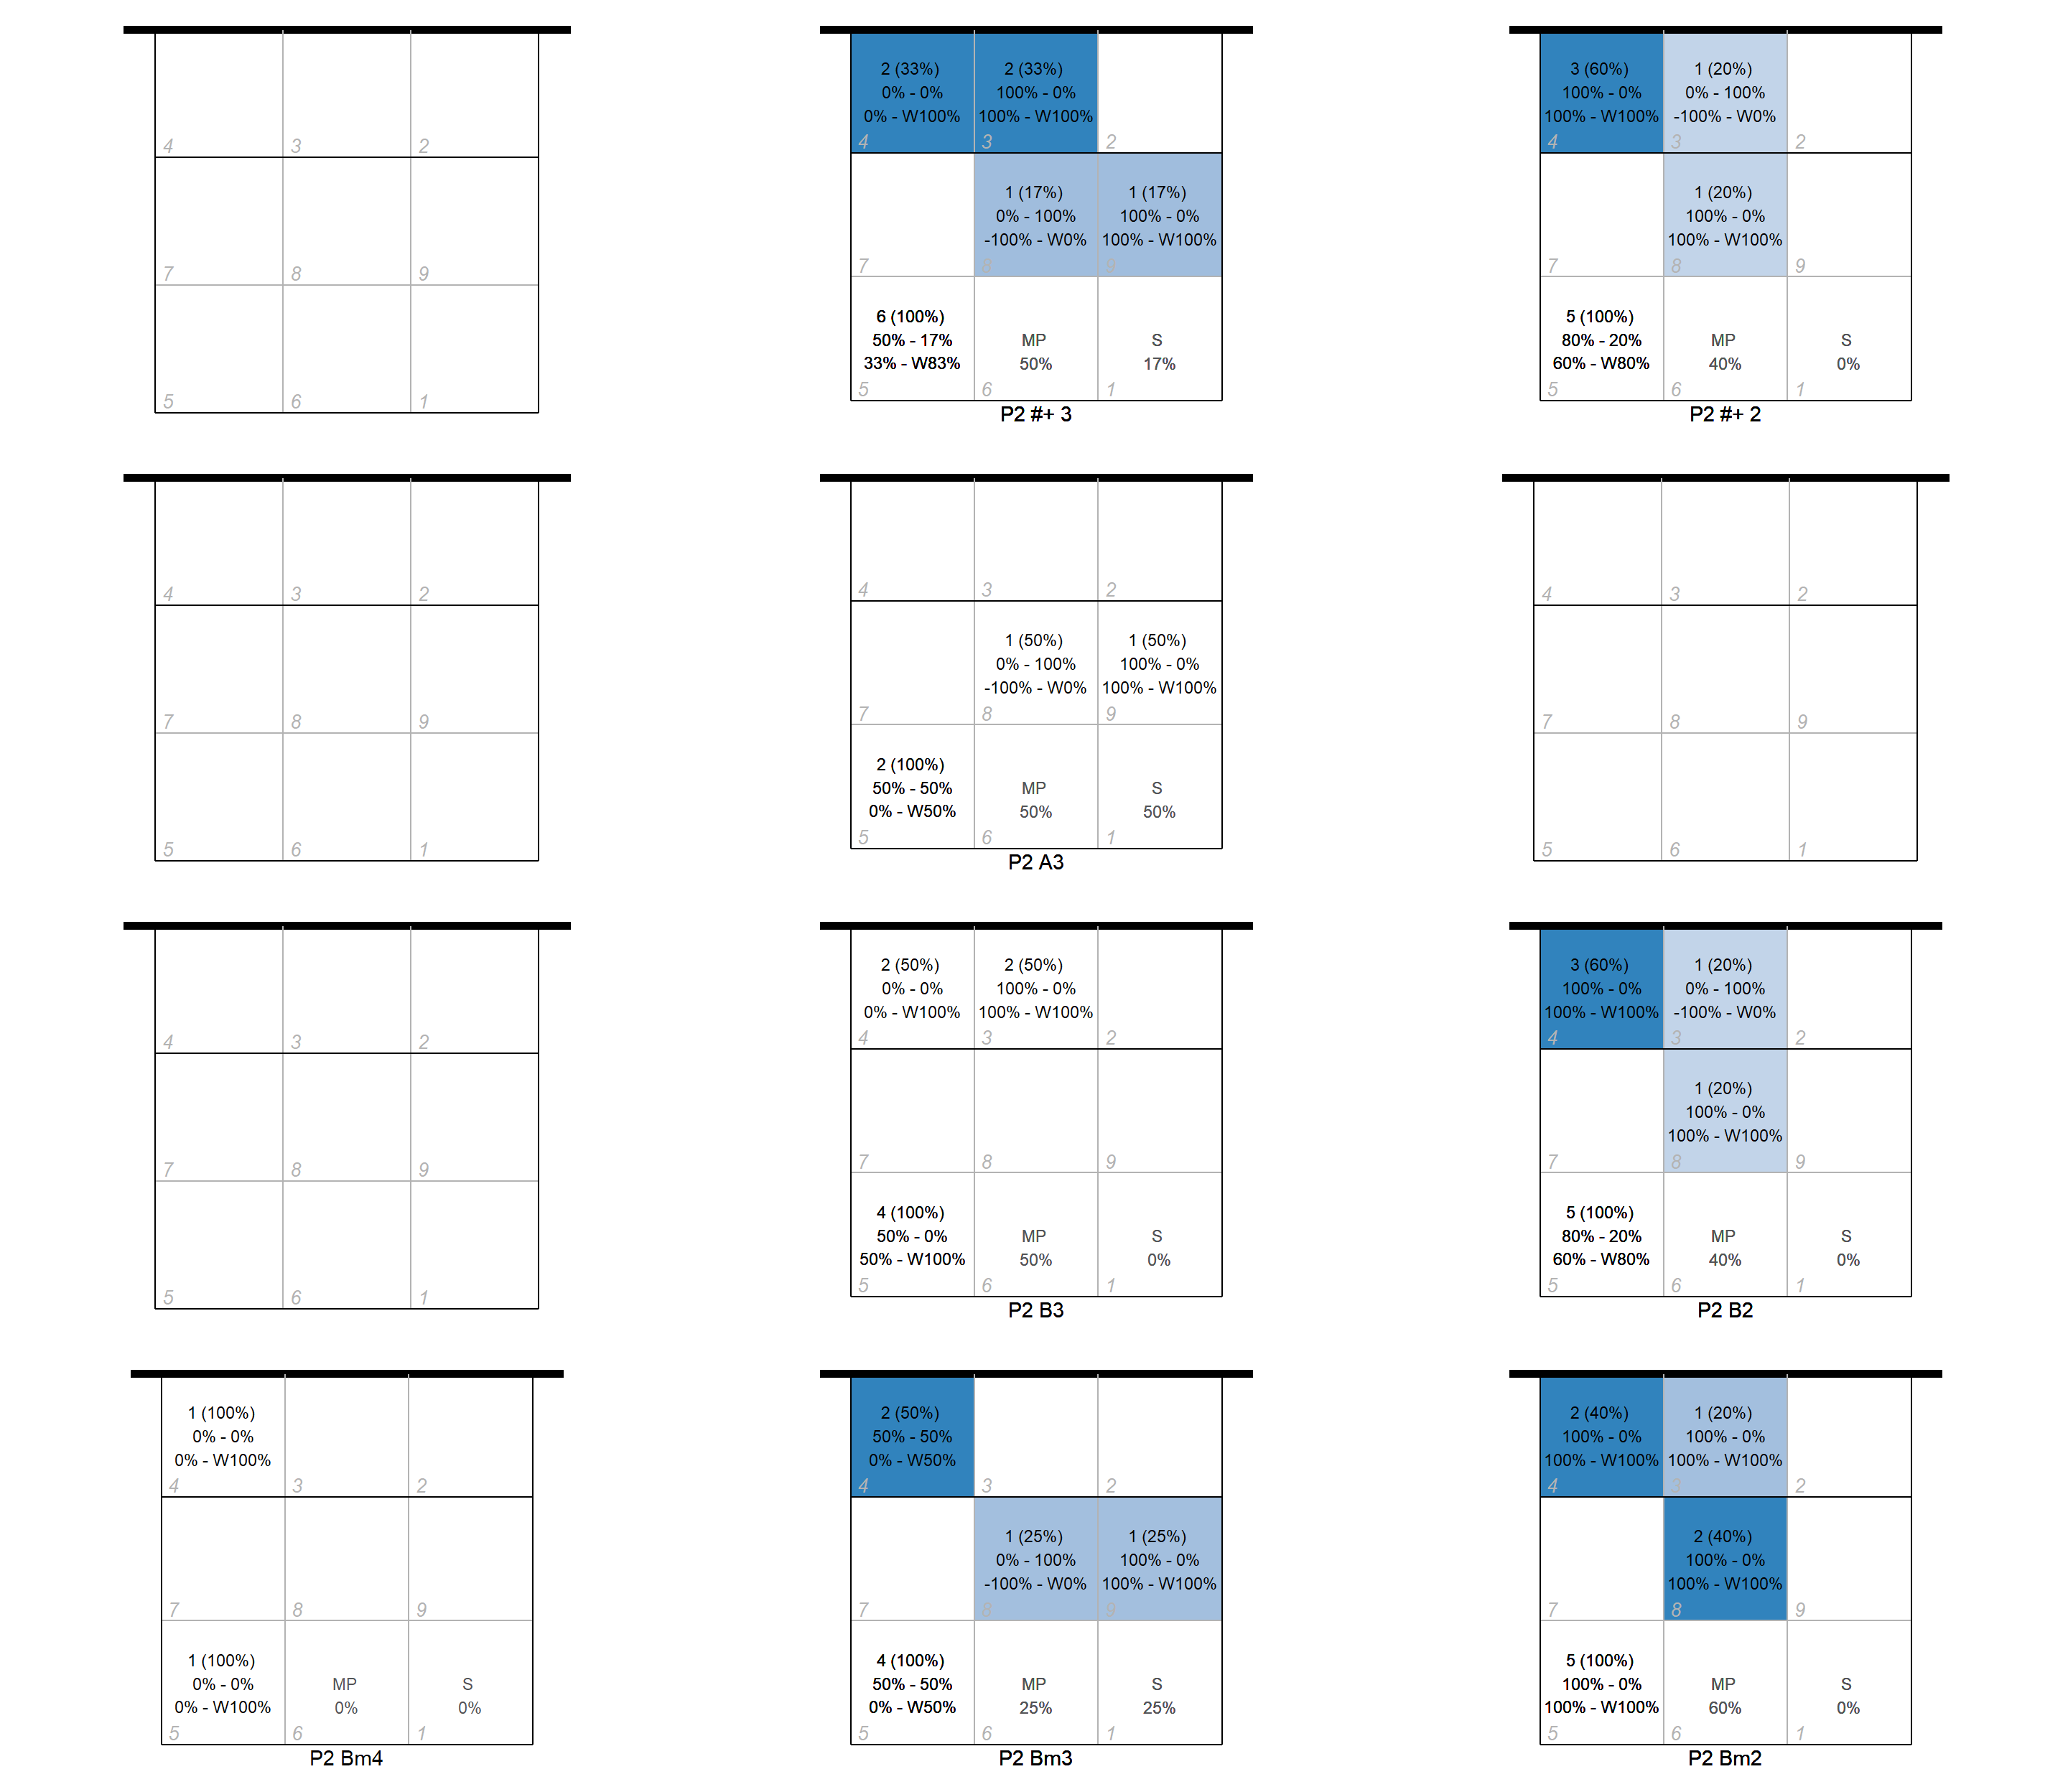 2 (33%) 2 (33%) 3 (60%) 1 (20%)
0% - 0% 100% - 0% 100% - 0% 0% - 100%
0% - W100% 100% - W100% 100% - W100% -100% - W0%
4 3 2 4 3 2 4 3 2
1 (17%) 1 (17%) 1 (20%)
0% - 100% 100% - 0% 100% - 0%
-100% - W0% 100% - W100% 100% - W100%
7 8 9 7 8 9 7 8 9
6 (100%) 5 (100%)
50% - 17% MP S 80% - 20% MP S
33% - W83% 50% 17% 60% - W80% 40% 0%
5 6 1 5 6 1 5 6 1
P2 #+ 3 P2 #+ 2
4 3 2 4 3 2 4 3 2
1 (50%) 1 (50%)
0% - 100% 100% - 0%
-100% - W0% 100% - W100%
7 8 9 7 8 9 7 8 9
2 (100%)
50% - 50% MP S
0% - W50% 50% 50%
5 6 1 5 6 1 5 6 1
P2 A3
2 (50%) 2 (50%) 3 (60%) 1 (20%)
0% - 0% 100% - 0% 100% - 0% 0% - 100%
0% - W100% 100% - W100% 100% - W100% -100% - W0%
4 3 2 4 3 2 4 3 2
1 (20%)
100% - 0%
100% - W100%
7 8 9 7 8 9 7 8 9
4 (100%) 5 (100%)
50% - 0% MP S 80% - 20% MP S
50% - W100% 50% 0% 60% - W80% 40% 0%
5 6 1 5 6 1 5 6 1
P2 B3 P2 B2
1 (100%) 2 (50%) 2 (40%) 1 (20%)
0% - 0% 50% - 50% 100% - 0% 100% - 0%
0% - W100% 0% - W50% 100% - W100% 100% - W100%
4 3 2 4 3 2 4 3 2
1 (25%) 1 (25%) 2 (40%)
0% - 100% 100% - 0% 100% - 0%
-100% - W0% 100% - W100% 100% - W100%
7 8 9 7 8 9 7 8 9
1 (100%) 4 (100%) 5 (100%)
0% - 0% MP S 50% - 50% MP S 100% - 0% MP S
0% - W100% 0% 0% 0% - W50% 25% 25% 100% - W100% 60% 0%
5 6 1 5 6 1 5 6 1
P2 Bm4 P2 Bm3 P2 Bm2